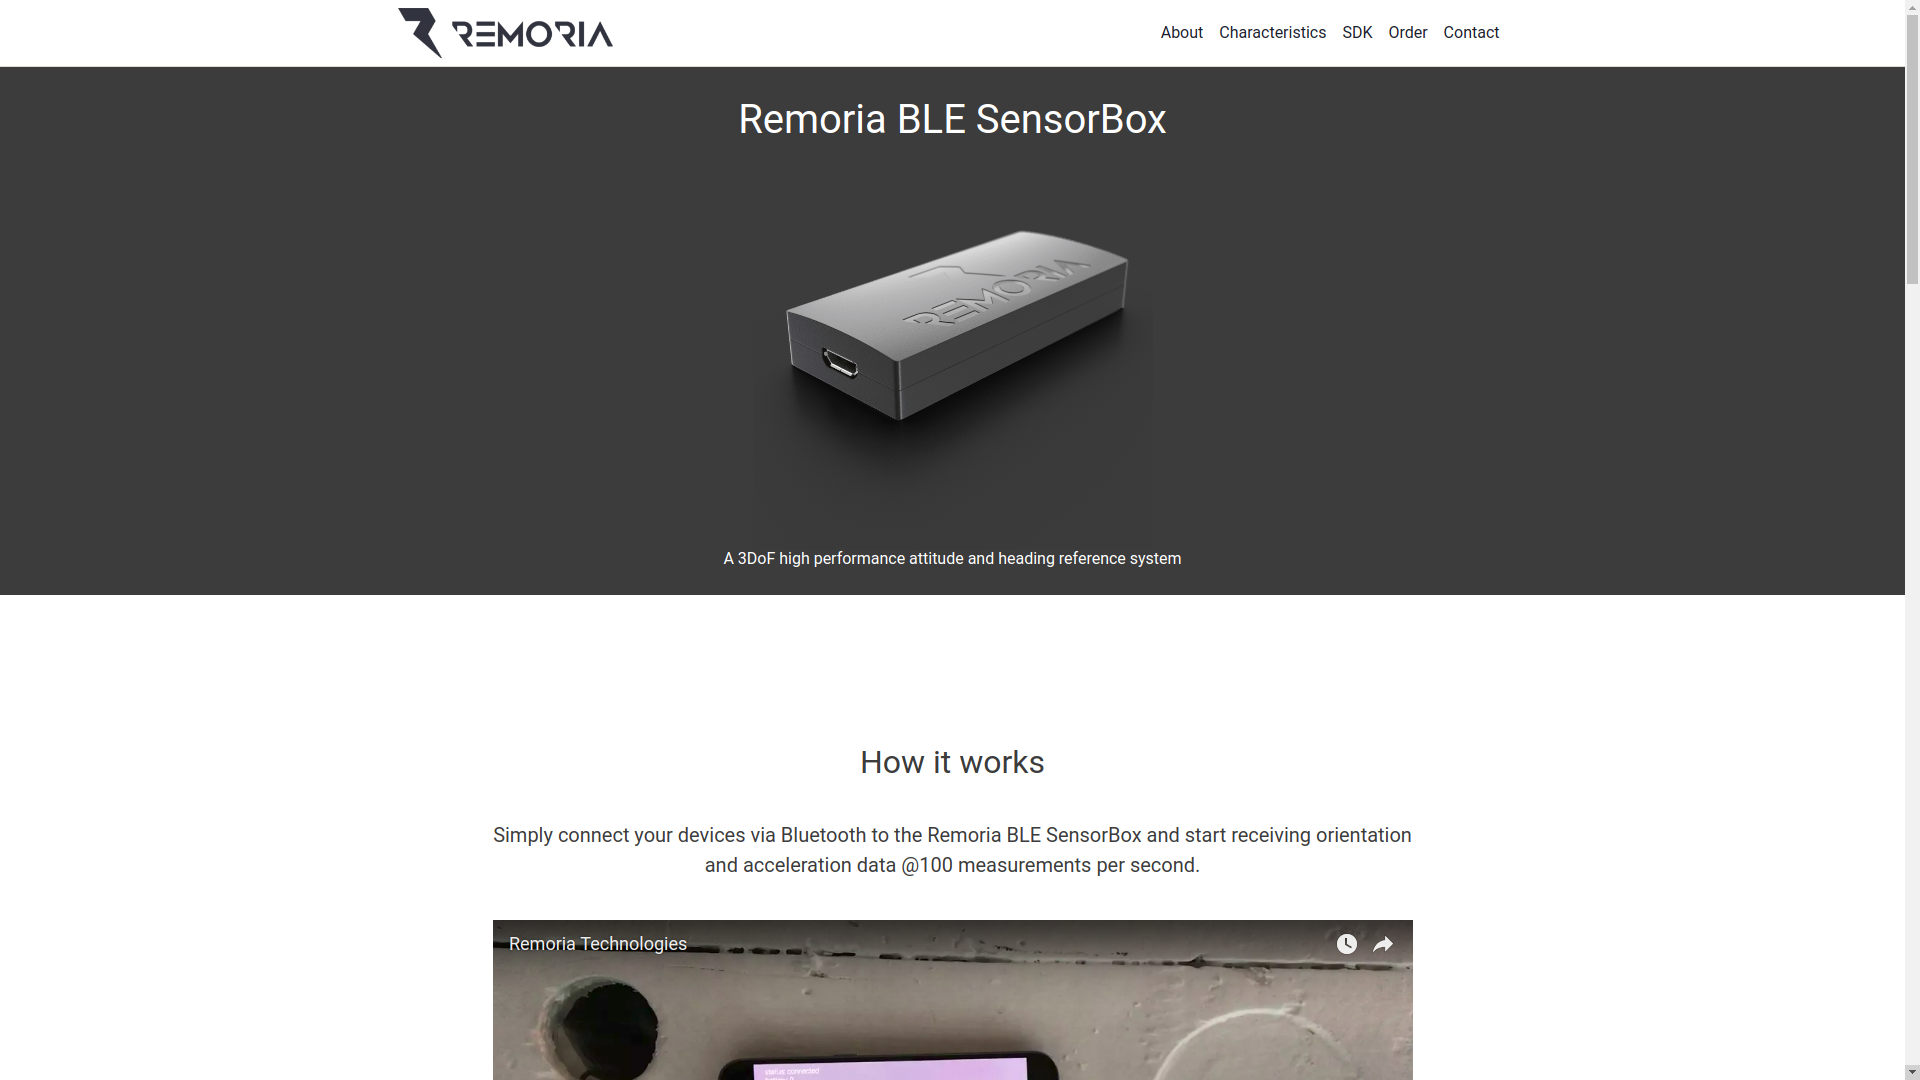 REMORIA
About Characteristics SDK Order Contact
Remoria BLE SensorBox
REMORIA
A 3DoF high performance attitude and heading reference system
How it works
Simply connect your devices via Bluetooth to the Remoria BLE SensorBox and start receiving orientation
and acceleration data @100 measurements per second.
Remoria Technologies
status: connected